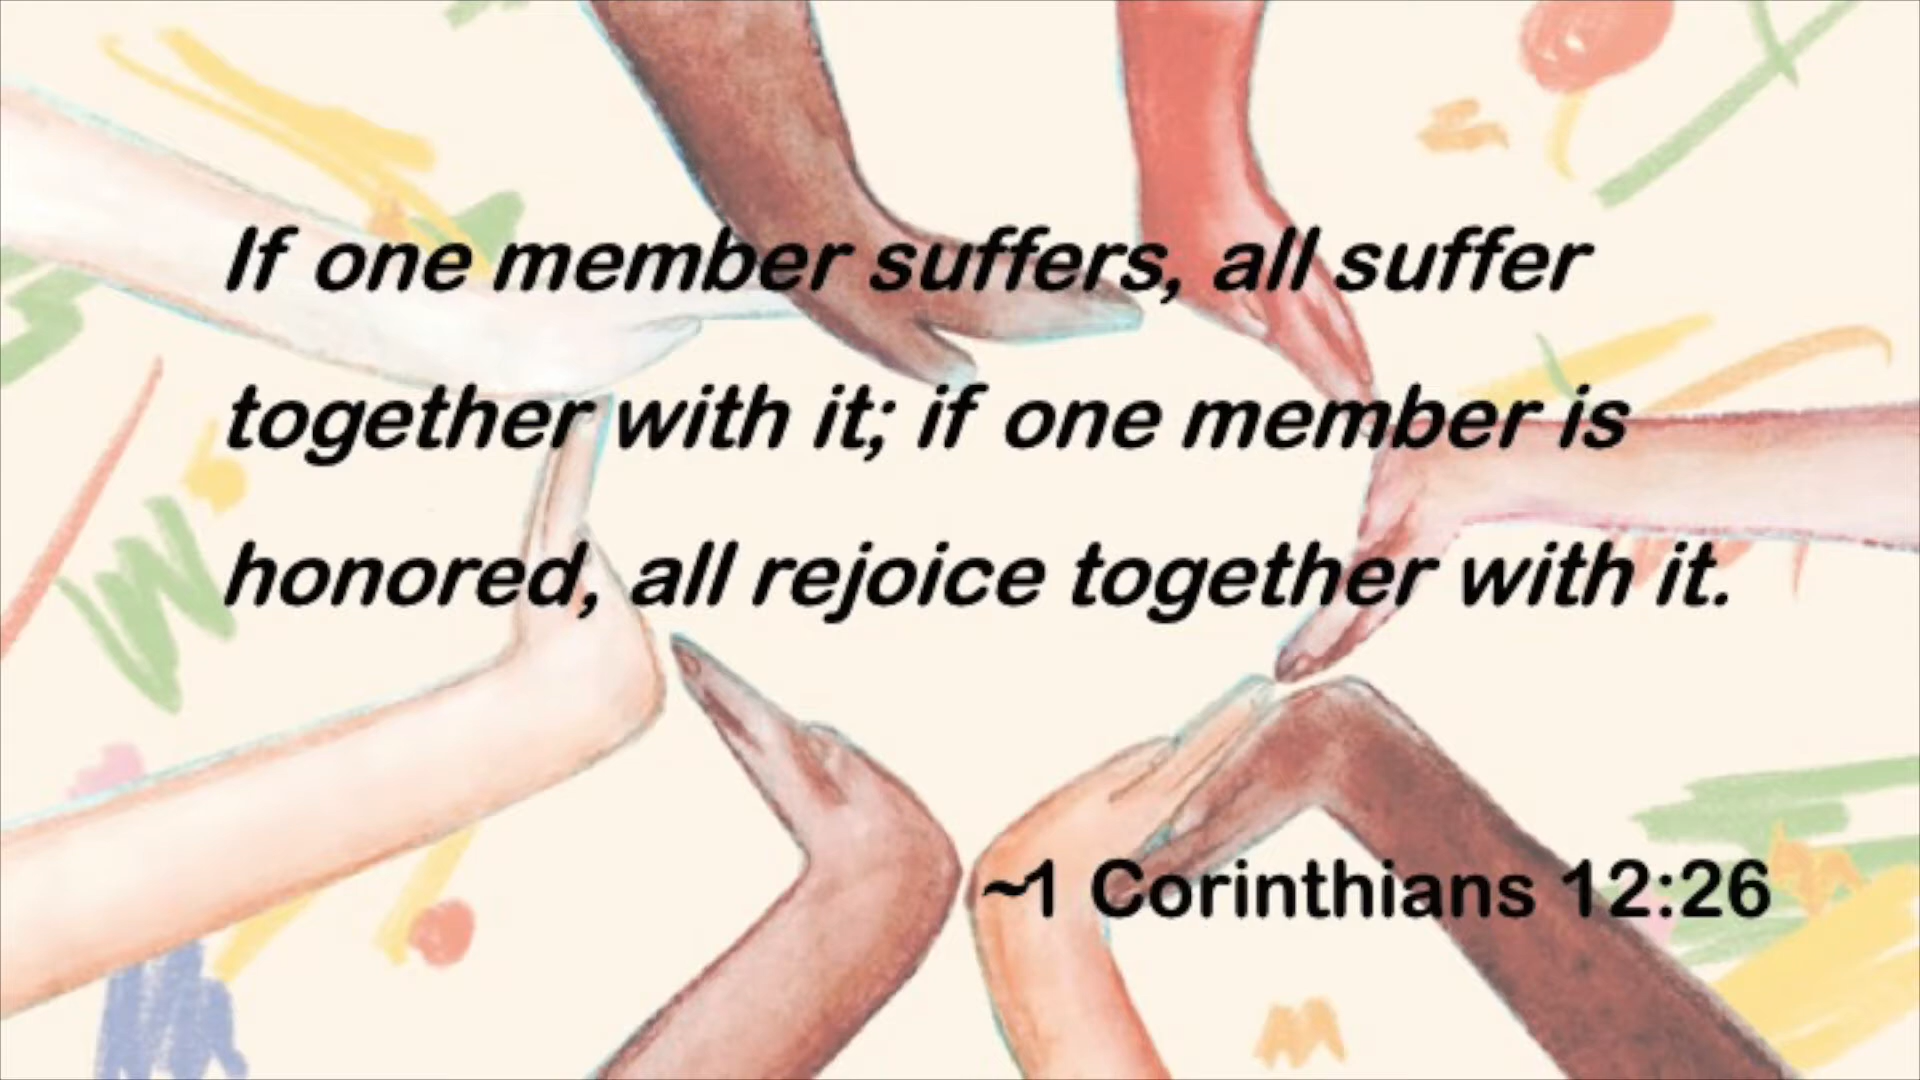 If one member suffers, all suffer
together with it; if one member is
honored, all rejoice together with it.
~1 Corinthians 12:26